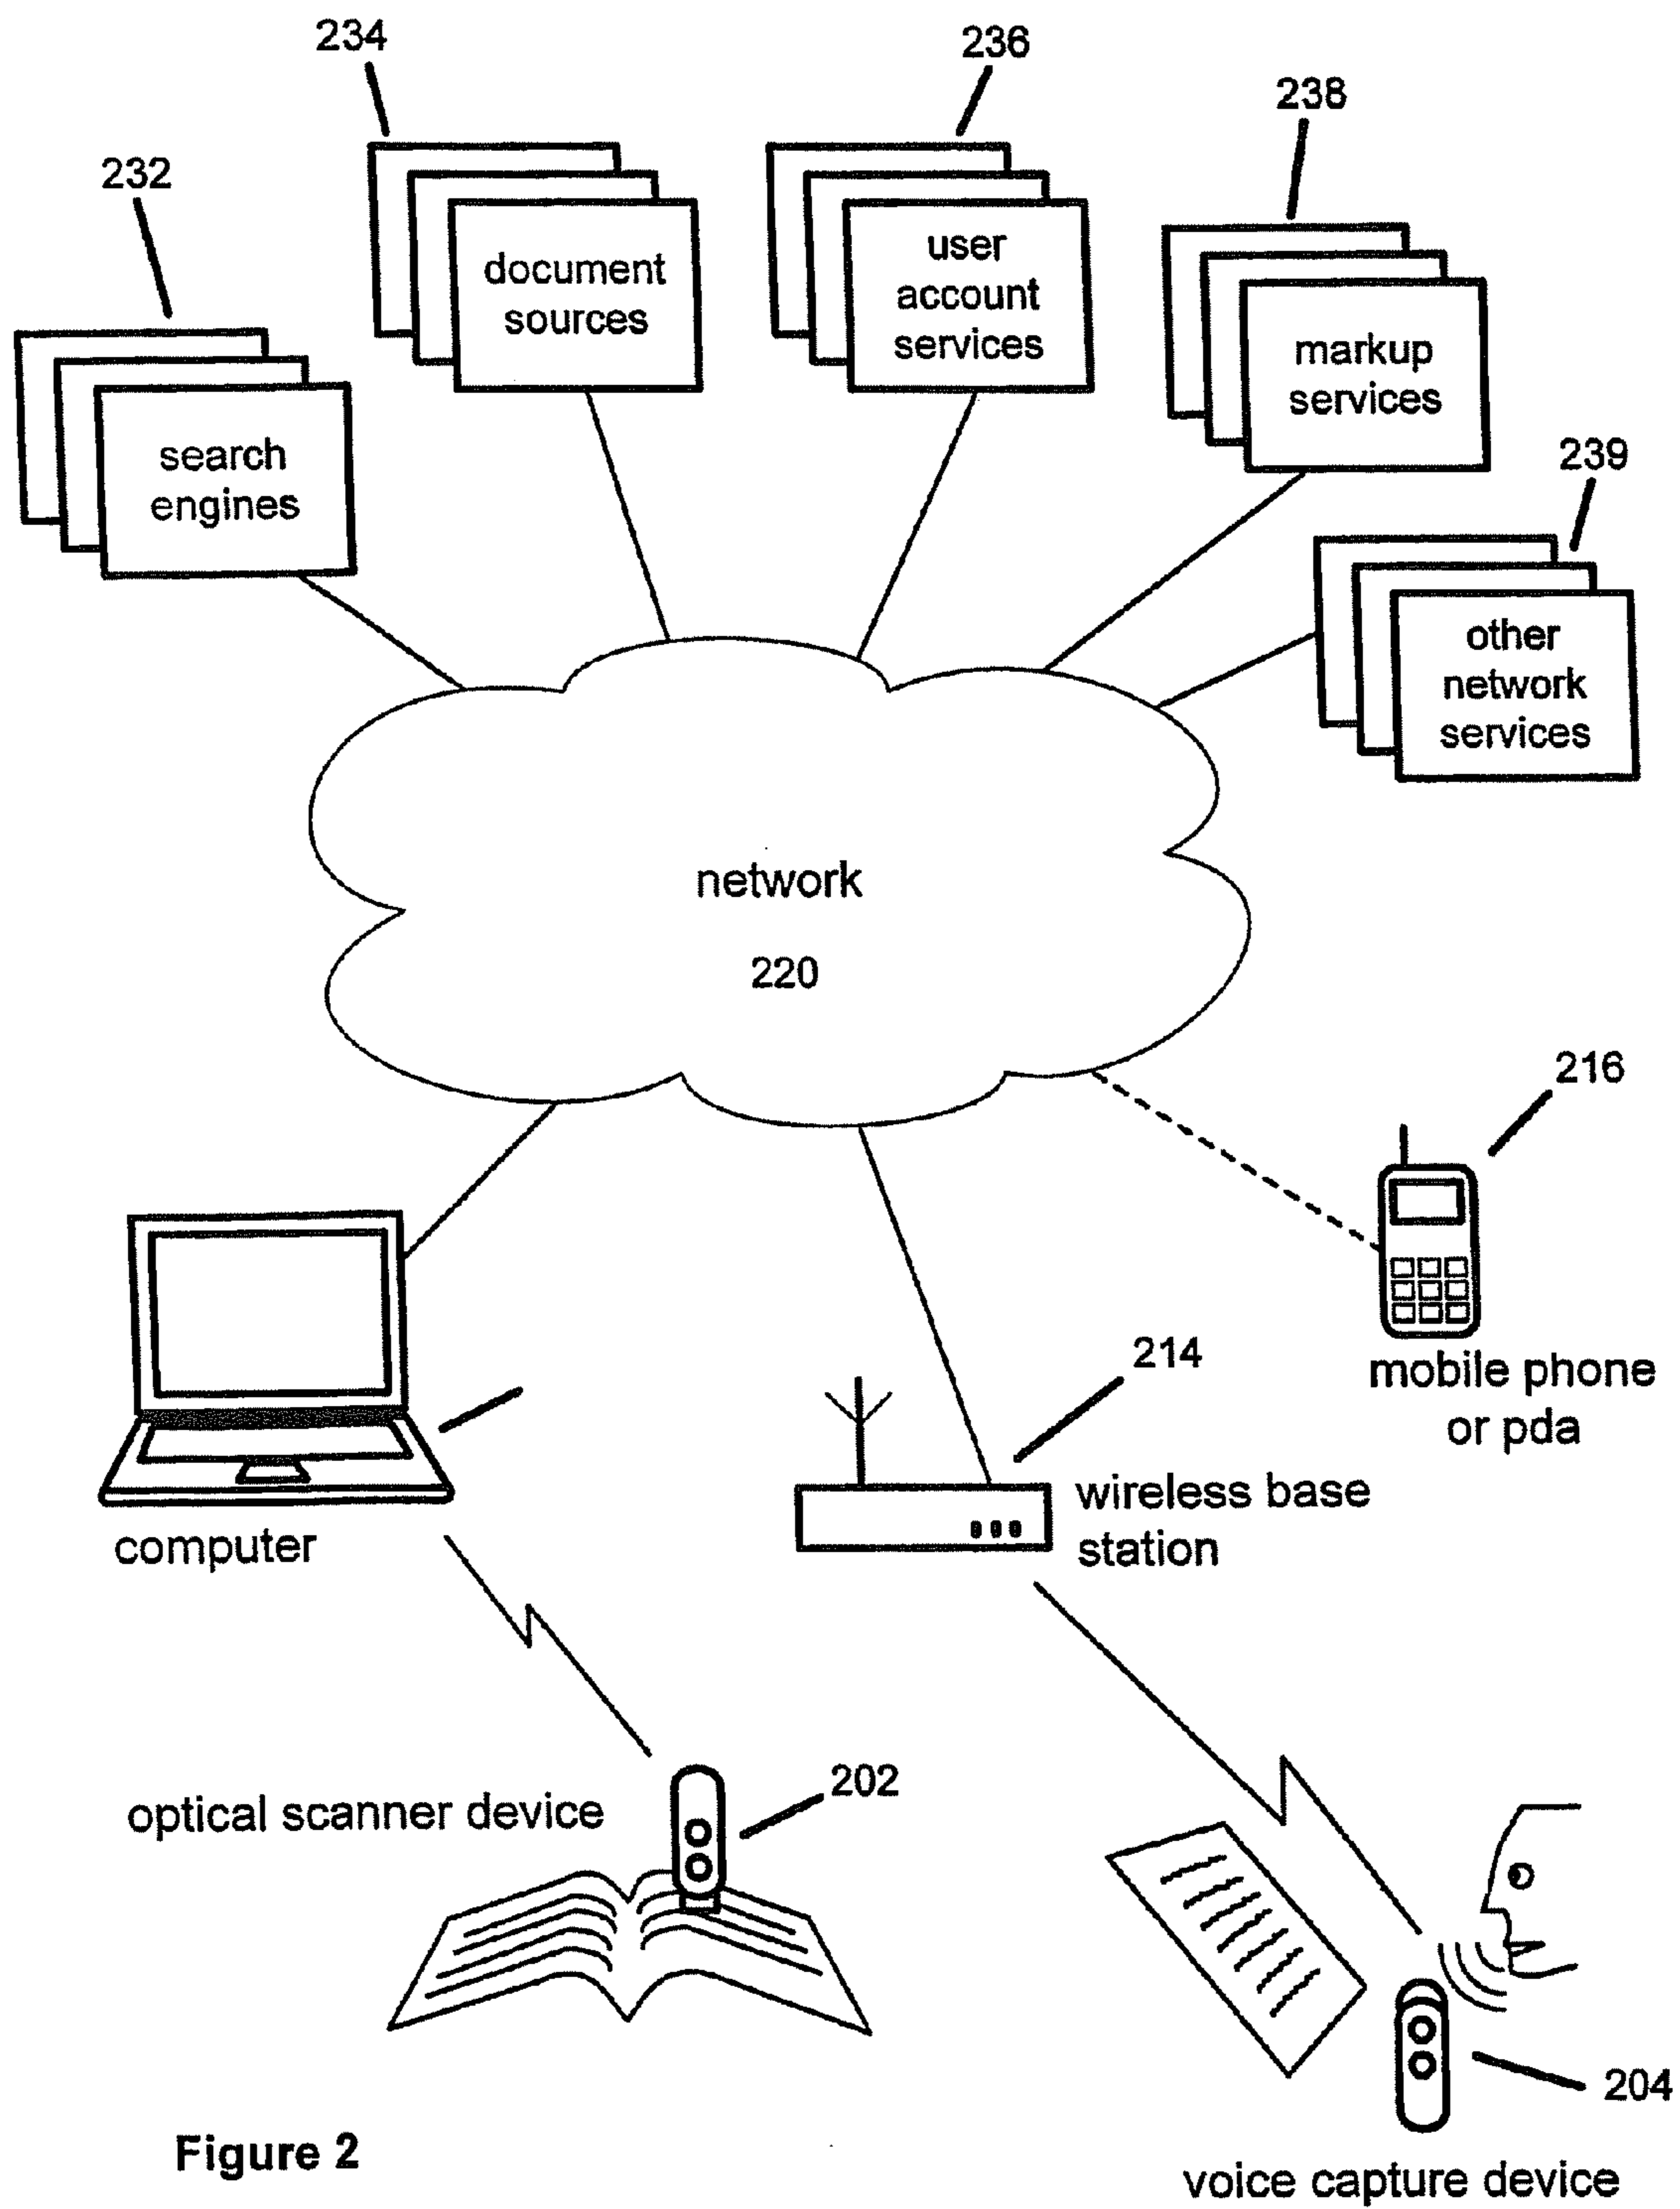 234
236
238
232
document
sources
user
account
services
markup
services
search
engines
239
other
network
services
network
220
216
mobile phone
or pda
214
wireless base
station
computer
optical scanner device
202
204
Figure 2
voice capture device